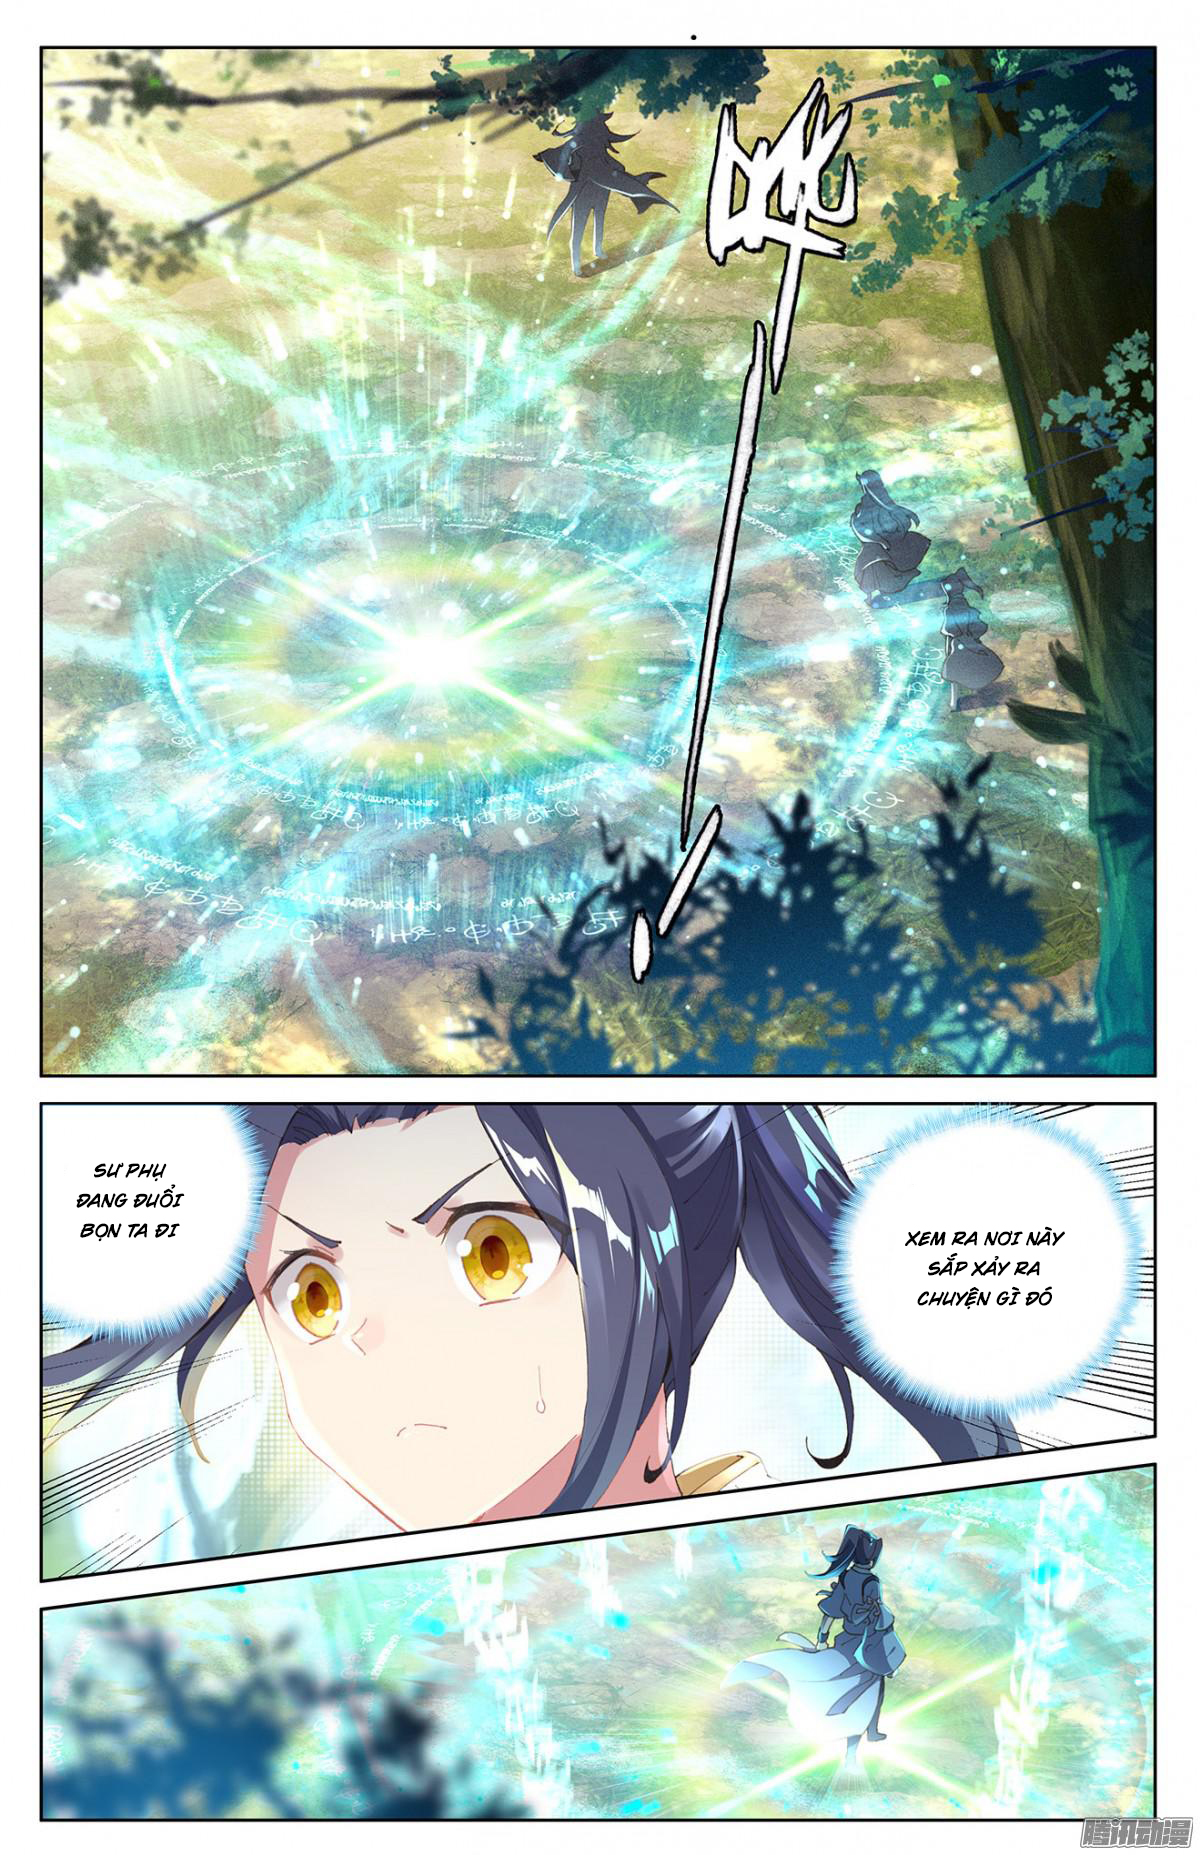 SƯ PHỤ
ĐANG ĐUỔI
BỌN TA ĐI
XEM RA NƠI NÀY
SẮP XẢY RA
CHUYỆN GÌ ĐÓ
腾讯动漫